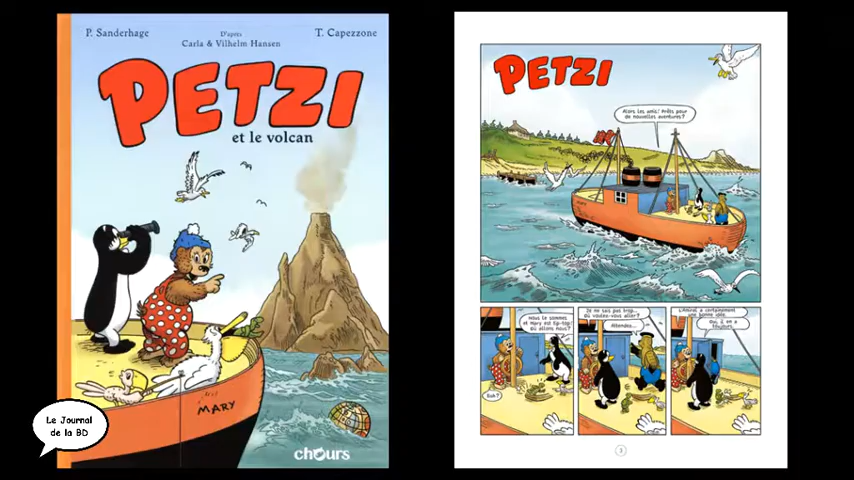 P. Sanderhage
D'après
Carla & Vilhelm Hansen
T. Capezzone
PETZI
et le volcan
MARY
chours
Le Journal
de la BD
PETZI
Alors les amis! Prêts pour
de nouvelles aventures?
Nous le sommes
et Mary est tip-top!
Où allons nous?
Ouh?
Je ne sais pas trop...
Où voulez-vous aller?
Attendez...
L'Amiral a certainement
une bonne idée.
Oui, il en a
toujours.
3